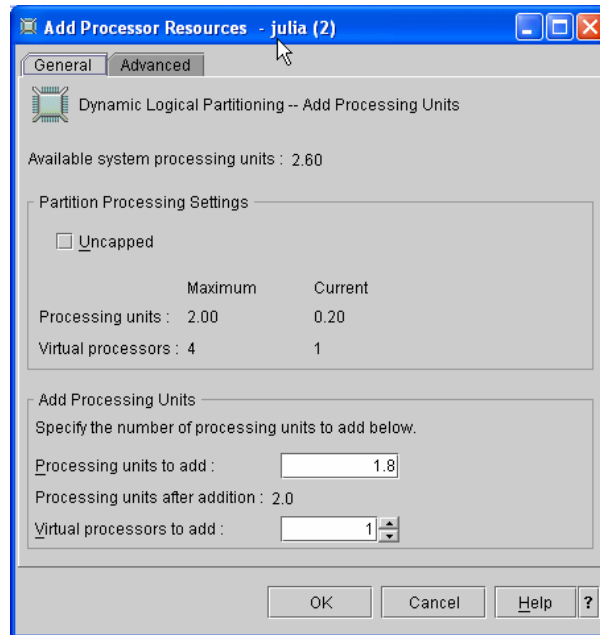 Add Processor Resources - julia (2)
General Advanced
Dynamic Logical Partitioning -- Add Processing Units
Available system processing units : 2.60
Partition Processing Settings
Uncapped
Maximum Current
Processing units : 2.00 0.20
Virtual processors : 4 1
Add Processing Units
Specify the number of processing units to add below.
Processing units to add : 1.8
Processing units after addition : 2.0
Virtual processors to add : 1
OK Cancel Help ?